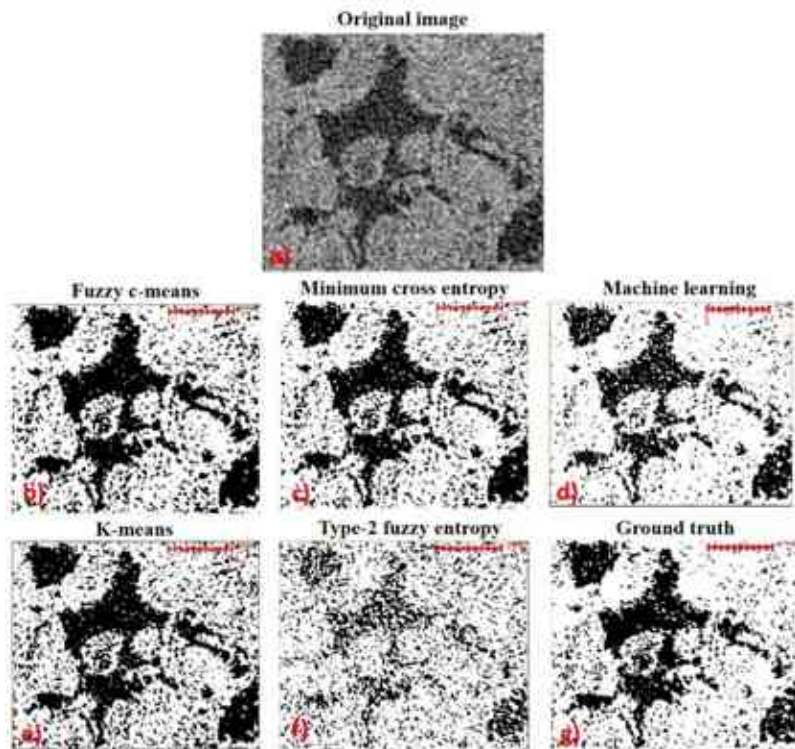 Original image
a)
Fuzzy c-means
Minimum cross entropy
Machine learning
b)
c)
d)
K-means
Type-2 fuzzy entropy
Ground truth
e)
f)
g)